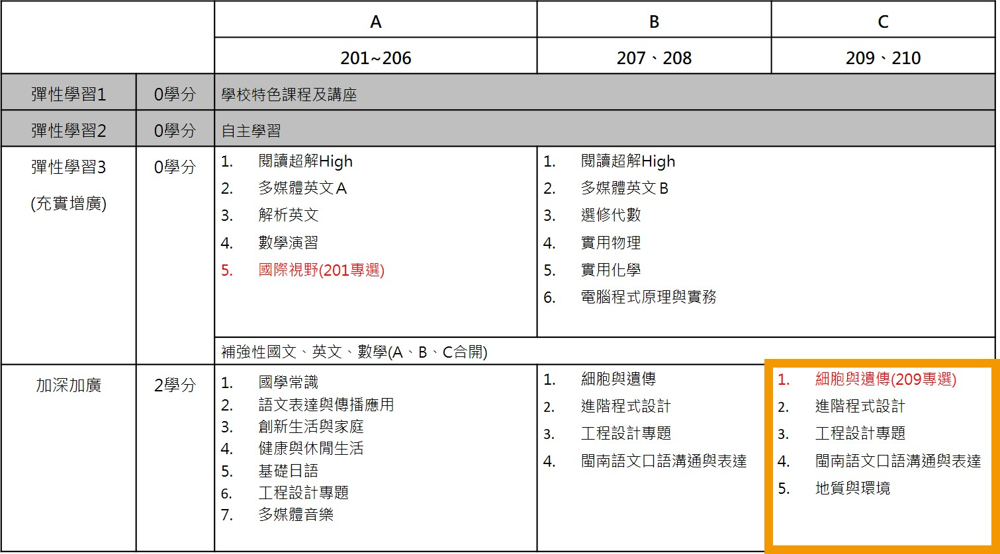 A B C
201~206 207、208 209、210
彈性學習1 0學分 學校特色課程及講座
彈性學習2 0學分 自主學習
彈性學習3
(充實增廣)
0學分
1. 閱讀超解High
2. 多媒體英文A
3. 解析英文
4. 數學演習
5. 國際視野(201專選)
1. 閱讀超解High
2. 多媒體英文B
3. 選修代數
4. 實用物理
5. 實用化學
6. 電腦程式原理與實務
補強性國文、英文、數學(A、B、C合開)
加深加廣 2學分
1. 國學常識
2. 語文表達與傳播應用
3. 創新生活與家庭
4. 健康與休閒生活
5. 基礎日語
6. 工程設計專題
7. 多媒體音樂
1. 細胞與遺傳
2. 進階程式設計
3. 工程設計專題
4. 閩南語文口語溝通與表達
1. 細胞與遺傳(209專選)
2. 進階程式設計
3. 工程設計專題
4. 閩南語文口語溝通與表達
5. 地質與環境